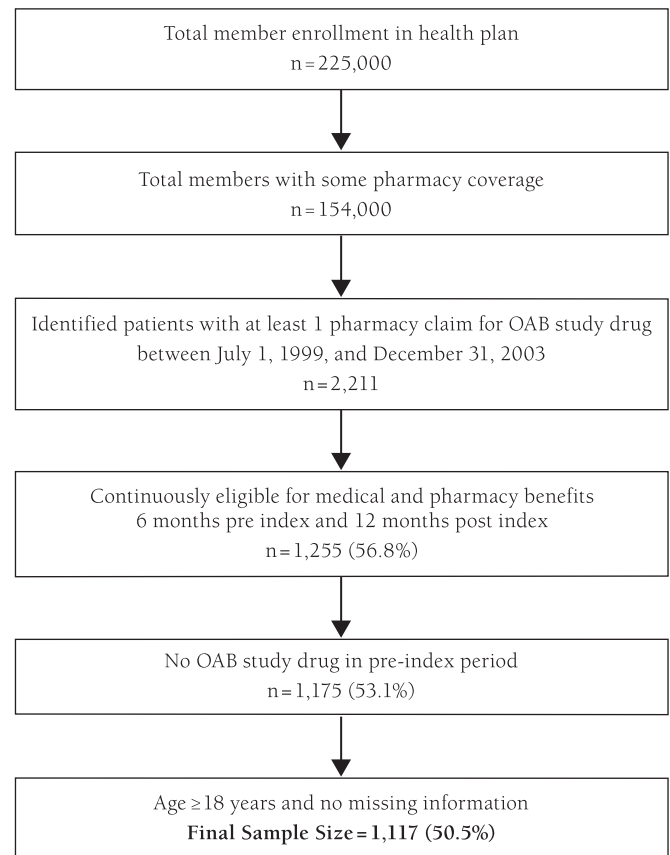 Total member enrollment in health plan
n=225,000
Total members with some pharmacy coverage
n=154,000
Identified patients with at least 1 pharmacy claim for OAB study drug
between July 1, 1999, and December 31, 2003
n=2,211
Continuously eligible for medical and pharmacy benefits
6 months pre index and 12 months post index
n=1,255 (56.8%)
No OAB study drug in pre-index period
n=1,175 (53.1%)
Age ≥18 years and no missing information
Final Sample Size=1,117 (50.5%)